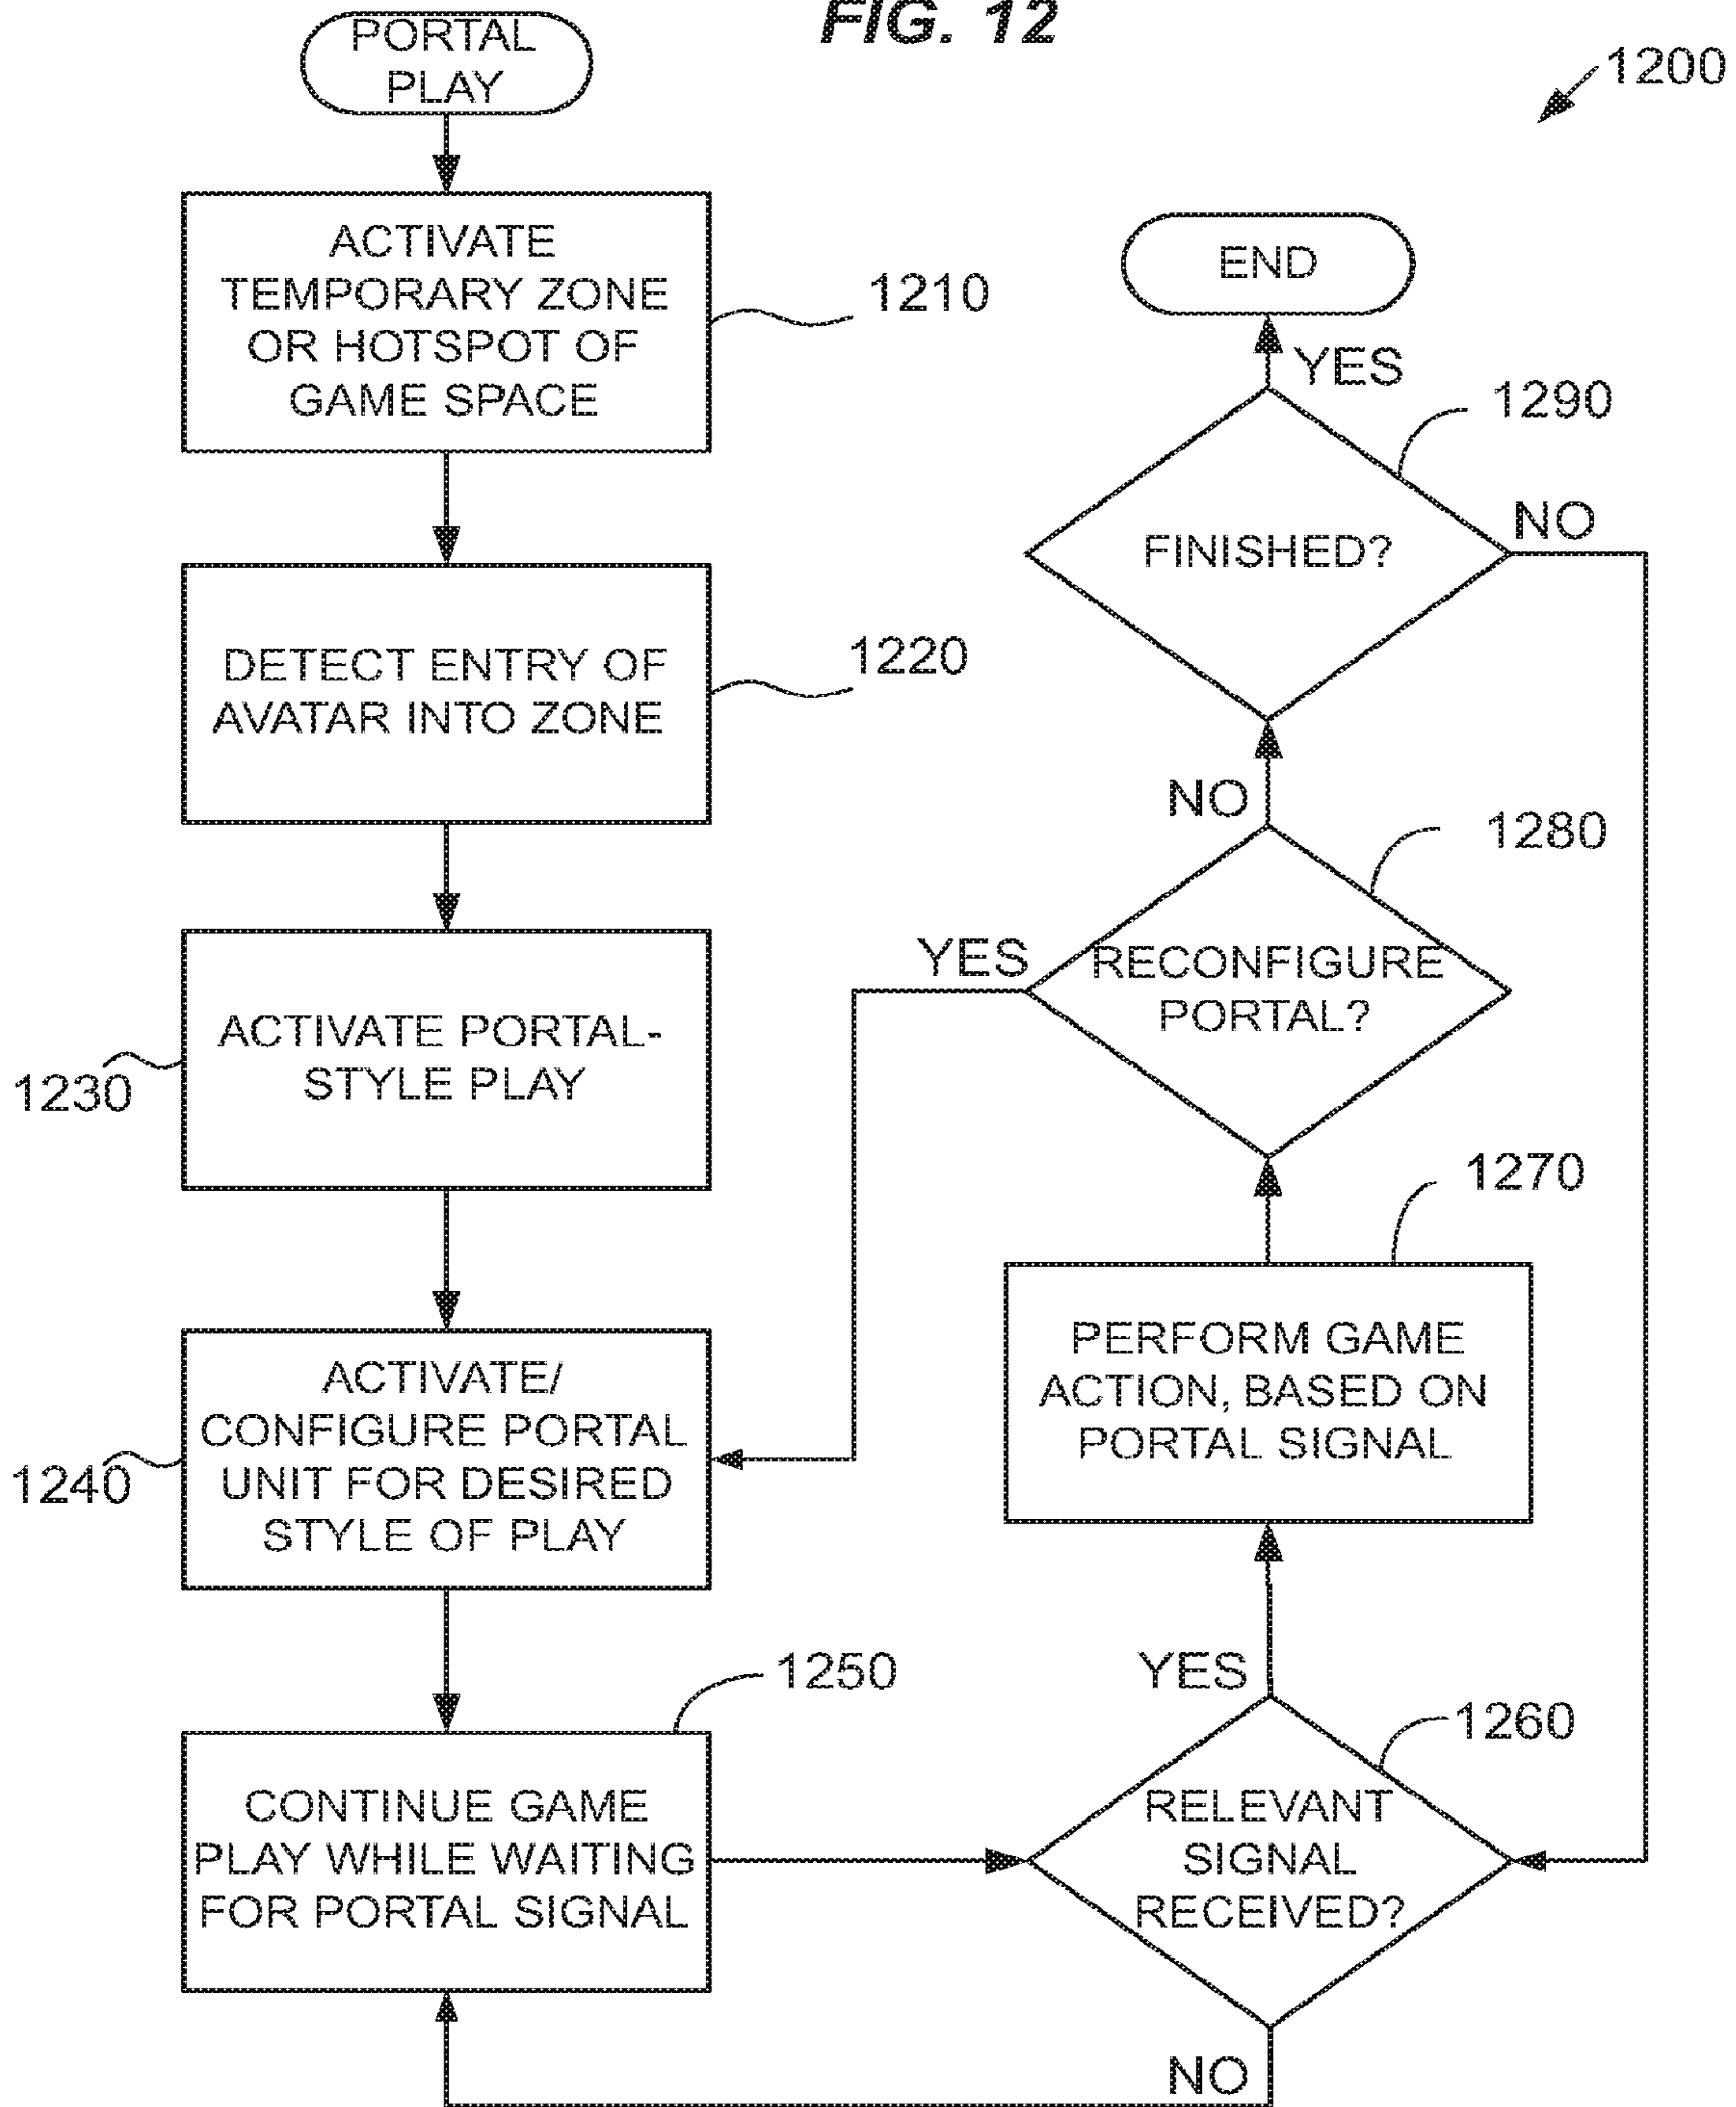 FIG. 12
1200
PORTAL
PLAY
ACTIVATE
TEMPORARY ZONE
OR HOTSPOT OF
GAME SPACE
1210
DETECT ENTRY OF
AVATAR INTO ZONE
1220
ACTIVATE PORTAL-
STYLE PLAY
1230
ACTIVATE/
CONFIGURE PORTAL
UNIT FOR DESIRED
STYLE OF PLAY
1240
CONTINUE GAME
PLAY WHILE WAITING
FOR PORTAL SIGNAL
1250
RELEVANT
SIGNAL
RECEIVED?
1260
NO
YES
PERFORM GAME
ACTION, BASED ON
PORTAL SIGNAL
1270
RECONFIGURE
PORTAL?
1280
YES
NO
FINISHED?
1290
NO
YES
END